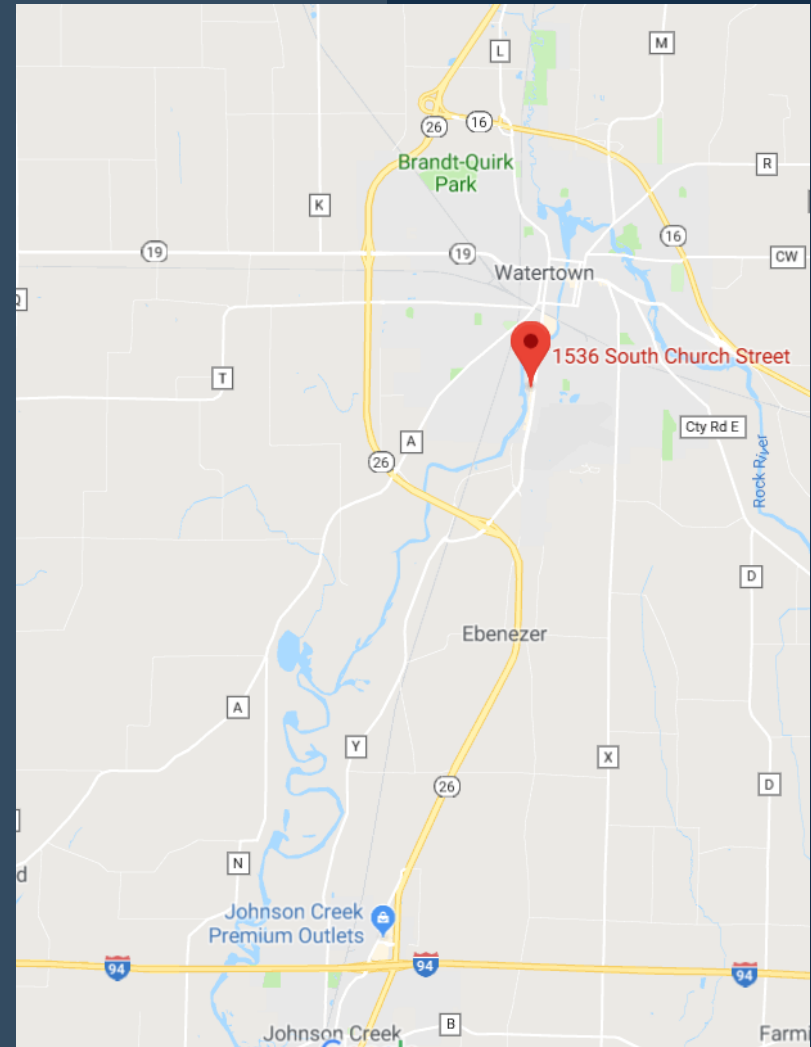 L
M
26
16
Brandt-Quirk
Park
R
K
16
19
19
CW
Watertown
1536 South Church Street
T
Cty Rd E
A
26
Rock River
D
Ebenezer
A
Y
X
26
D
N
d
Johnson Creek
Premium Outlets
94
94
94
B
Johnson Creek
Farmi